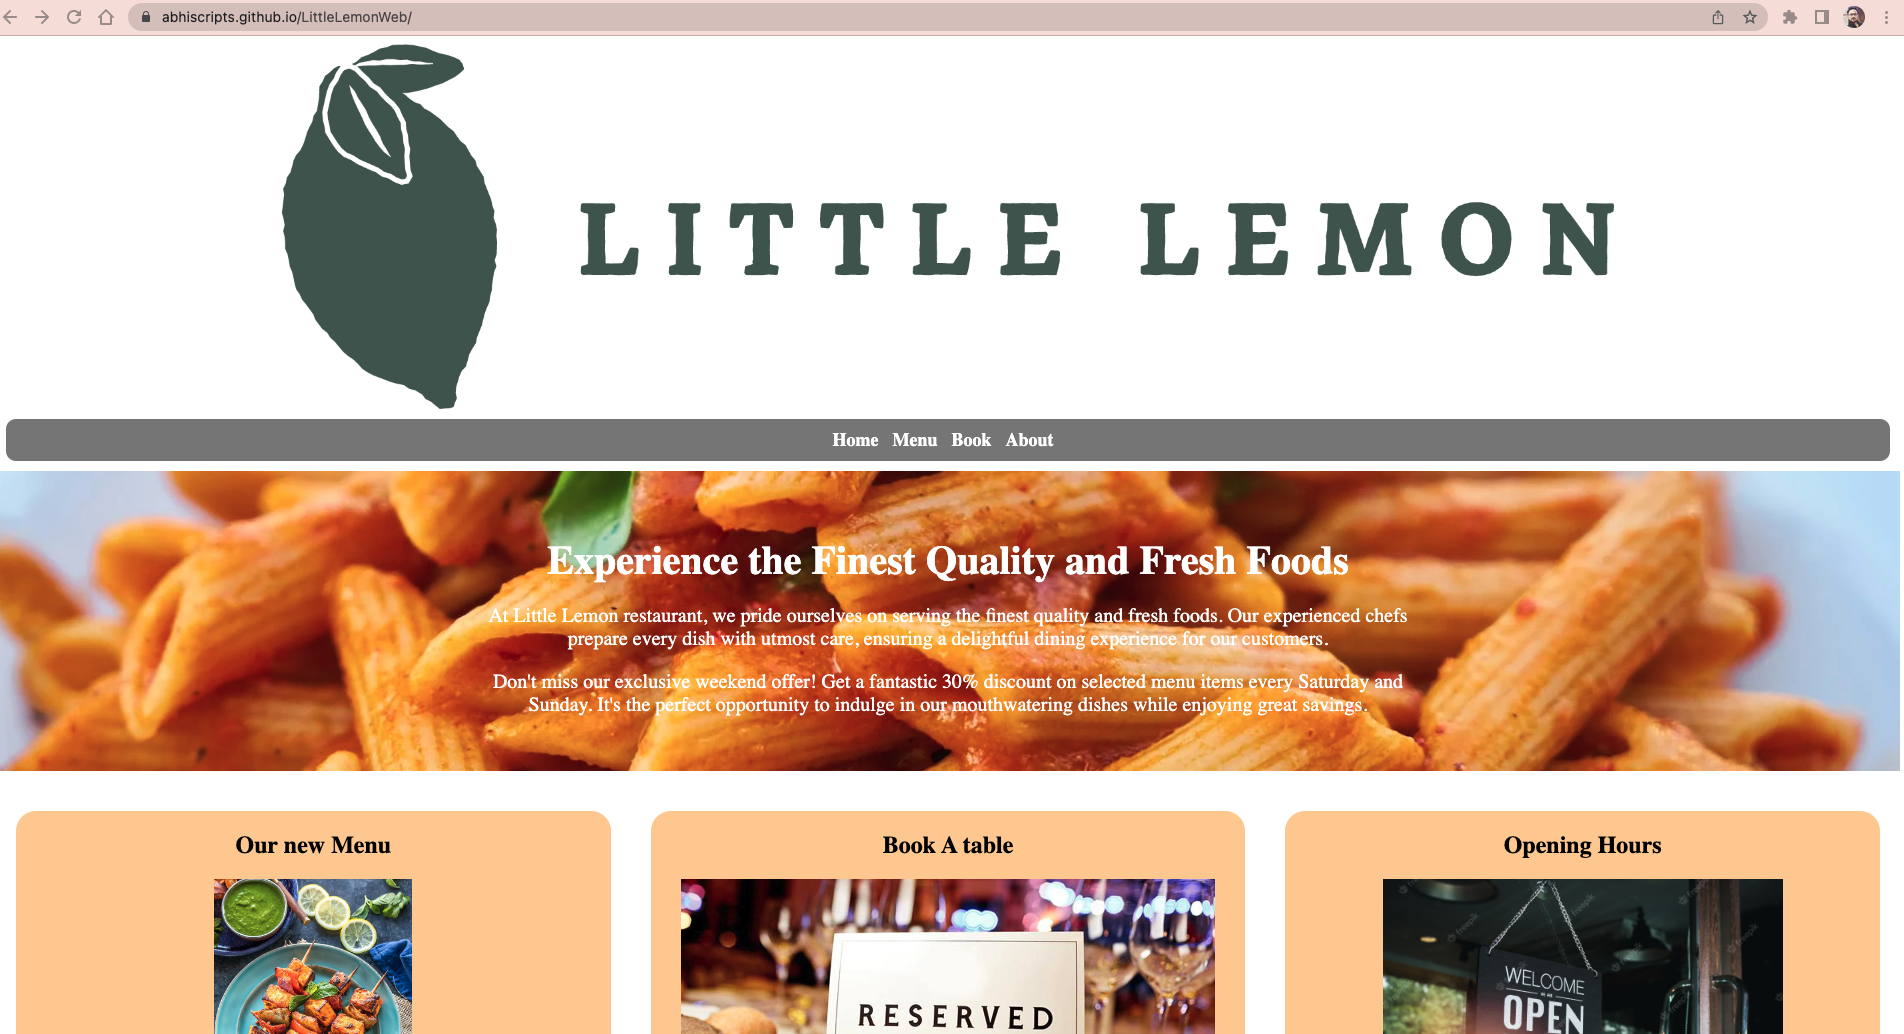 abhiscripts.github.io/LittleLemonWeb/
LITTLE LEMON
Home Menu Book About
Experience the Finest Quality and Fresh Foods
At Little Lemon restaurant, we pride ourselves on serving the finest quality and fresh foods. Our experienced chefs
prepare every dish with utmost care, ensuring a delightful dining experience for our customers.
Don't miss our exclusive weekend offer! Get a fantastic 30% discount on selected menu items every Saturday and
Sunday. It's the perfect opportunity to indulge in our mouthwatering dishes while enjoying great savings.
Our new Menu
Book A table
RESERVED
Opening Hours
WELCOME
OPEN